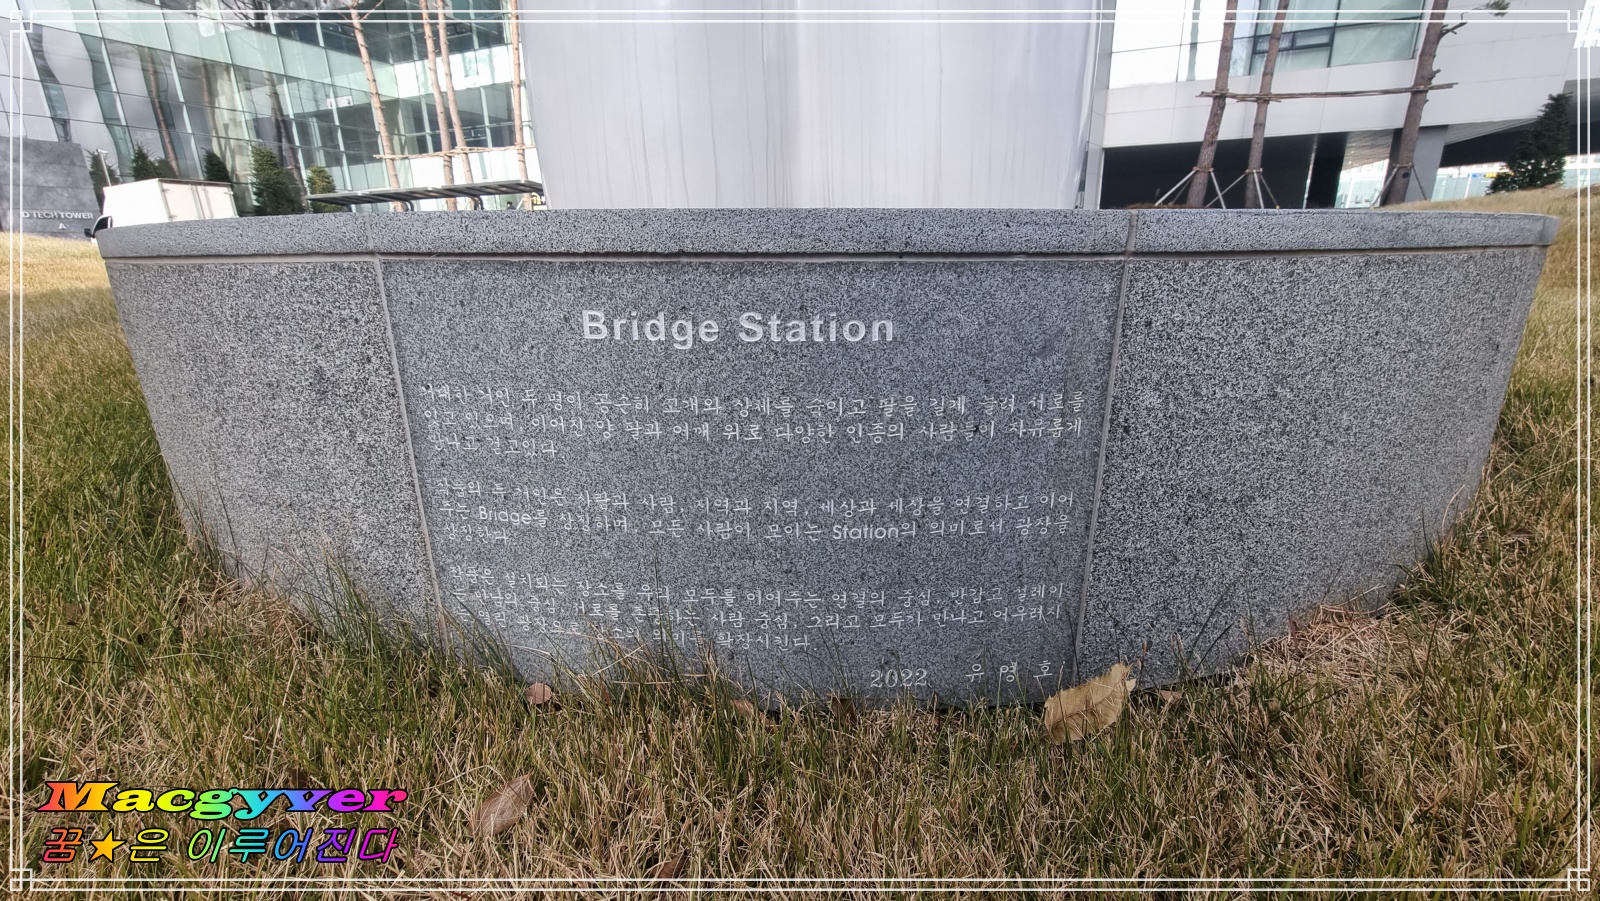 D TECH TOWER
A
Bridge Station
거대한 거인 두 명이 공손히 고개와 상체를 숙이고 팔을 길게 늘려 서로를
잇고 있으며, 이어진 양 팔과 어깨 위로 다양한 인종의 사람들이 자유롭게
만나고 걷고있다.
작품의 두 거인은 사람과 사람, 지역과 지역, 세상과 세상을 연결하고 이어
주는 Bridge를 상징하며, 모든 사람이 모이는 Station의 의미로서 광장을
상징한다.
작품은 설치되는 장소를 우리 모두를 이어주는 연결의 중심, 반갑고 설레이
는 만남의 중심, 서로를 존중하는 사람 중심, 그리고 모두가 만나고 어우러지
는 열린 광장으로 장소의 의미를 확장시킨다.
2022 유영호
Macgyver
꿈★은 이루어진다